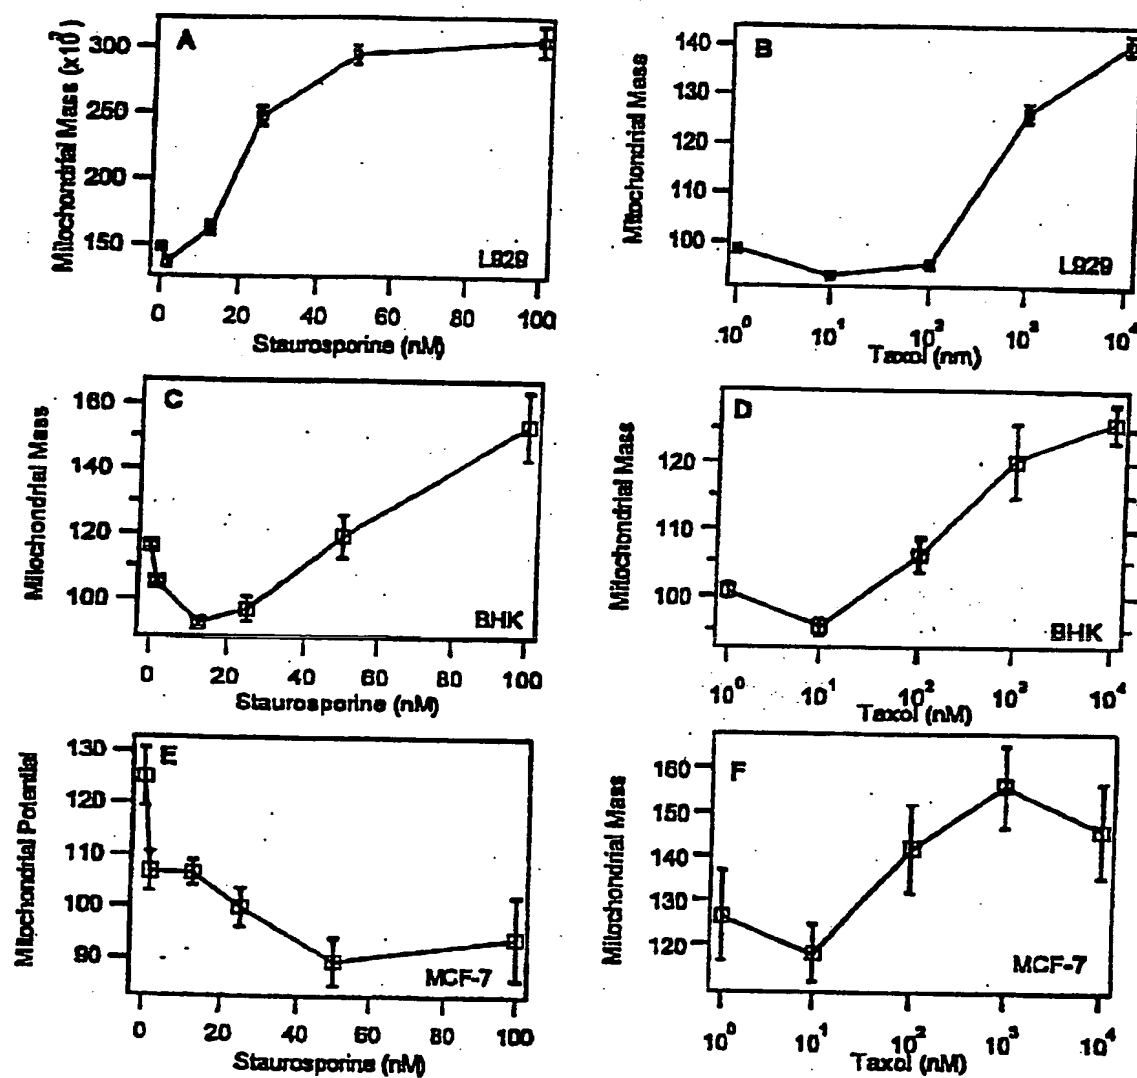 A
Mitochondrial Mass (x10³)
300
250
200
150
L929
0 20 40 60 80 100
Staurosporine (nM)
B
Mitochondrial Mass
140
130
120
110
100
L929
10⁰ 10¹ 10² 10³ 10⁴
Taxol (nm)
C
Mitochondrial Mass
160
140
120
100
BHK
0 20 40 60 80 100
Staurosporine (nM)
D
Mitochondrial Mass
120
110
100
BHK
10⁰ 10¹ 10² 10³ 10⁴
Taxol (nM)
E
Mitochondrial Potential
130
120
110
100
90
MCF-7
0 20 40 60 80 100
Staurosporine (nM)
F
Mitochondrial Mass
160
150
140
130
120
MCF-7
10⁰ 10¹ 10² 10³ 10⁴
Taxol (nM)